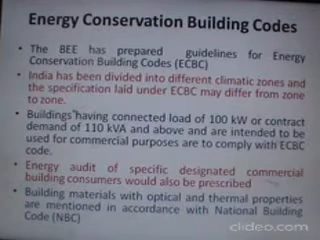 Energy Conservation Building Codes
• The BEE has prepared guidelines for Energy
Conservation Building Codes (ECBC)
• India has been divided into different climatic zones and
the specification laid under ECBC may differ from zone
to zone.
• Buildings having connected load of 100 kW or contract
demand of 110 kVA and above and are intended to be
used for commercial purposes are to comply with ECBC
code.
• Energy audit of specific designated commercial
building consumers would also be prescribed
• Building materials with optical and thermal properties
are mentioned in accordance with National Building
Code (NBC)
clideo.com